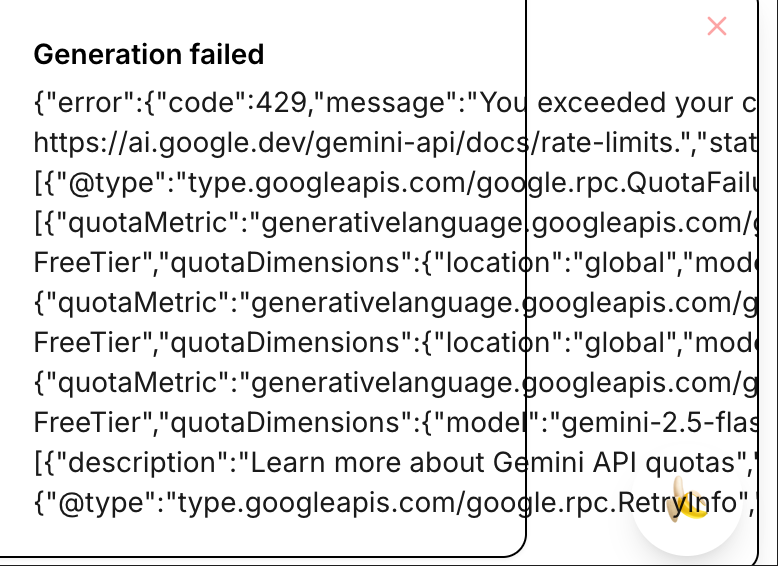 Generation failed
{"error":{"code":429,"message":"You exceeded your c
https://ai.google.dev/gemini-api/docs/rate-limits.","stat
[{"@type":"type.googleapis.com/google.rpc.QuotaFailu
[{"quotaMetric":"generativelanguage.googleapis.com/g
FreeTier","quotaDimensions":{"location":"global","mode
{"quotaMetric":"generativelanguage.googleapis.com/g
FreeTier","quotaDimensions":{"location":"global","mode
{"quotaMetric":"generativelanguage.googleapis.com/g
FreeTier","quotaDimensions":{"model":"gemini-2.5-flas
[{"description":"Learn more about Gemini API quotas","
{"@type":"type.googleapis.com/google.rpc.RetryInfo","